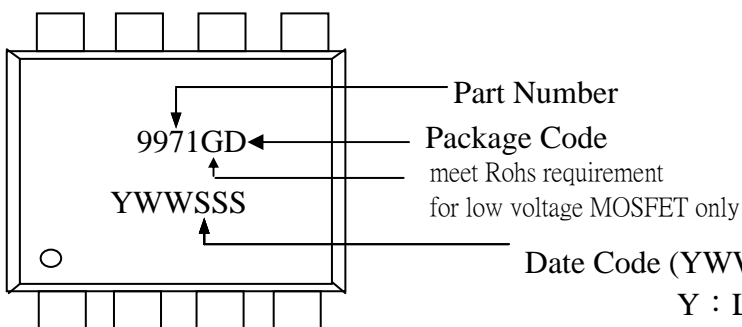 Part Number
9971GD
Package Code
meet Rohs requirement
for low voltage MOSFET only
YWWSSS
Date Code (YWW
Y：L